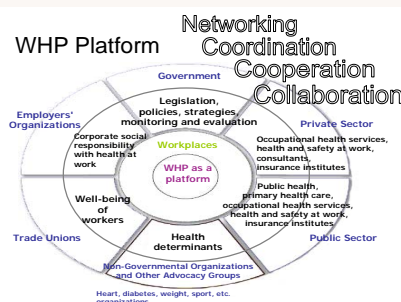 Networking
WHP Platform
Coordination
Cooperation
Collaboration
Government
Legislation,
policies, strategies,
monitoring and evaluation
Employers'
Organizations
Corporate social
responsibility
with health at
work
Workplaces
WHP as a
platform
Private Sector
Occupational health services,
health and safety at work,
consultants,
insurance institutes
Public health,
primary health care,
occupational health services,
health and safety at work,
insurance institutes
Public Sector
Well-being
of
workers
Trade Unions
Health
determinants
Non-Governmental Organizations
and Other Advocacy Groups
Heart, diabetes, weight, sport, etc.
organizations